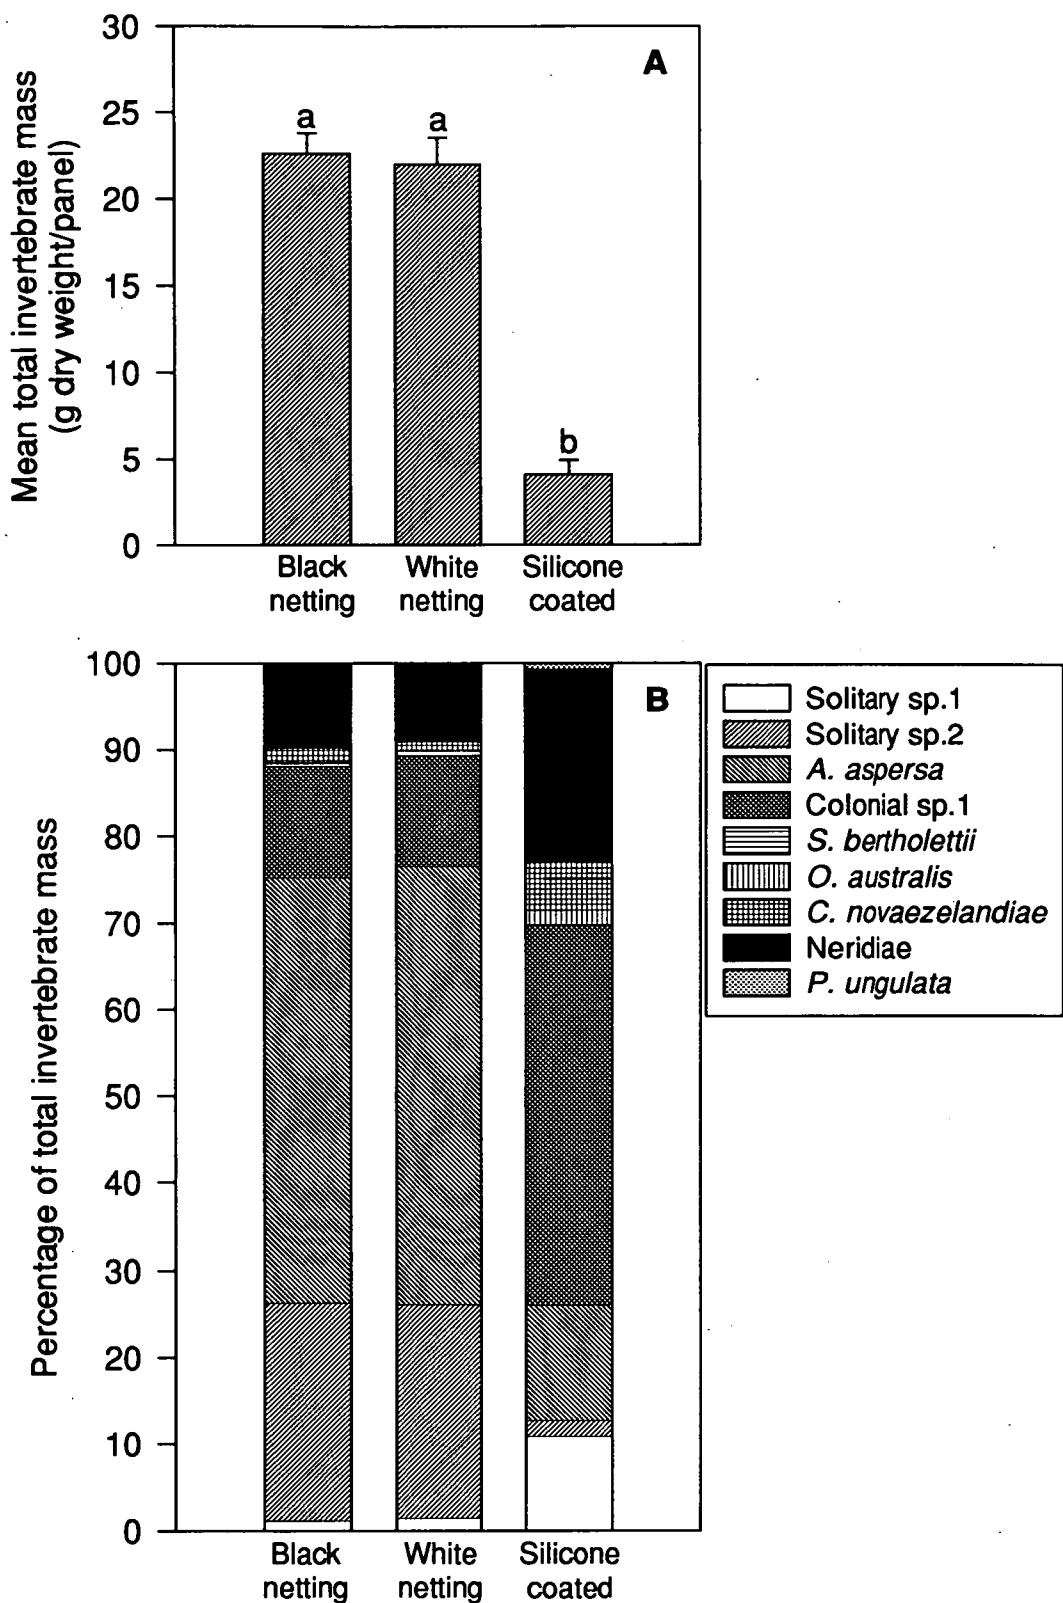 A
Mean total invertebrate mass
(g dry weight/panel)
30
25
20
15
10
5
0
a
a
b
Black
netting
White
netting
Silicone
coated
B
Percentage of total invertebrate mass
100
90
80
70
60
50
40
30
20
10
0
Black
netting
White
netting
Silicone
coated
Solitary sp.1
Solitary sp.2
A. aspersa
Colonial sp.1
S. bertholettii
O. australis
C. novaezelandiae
Neridiae
P. ungulata